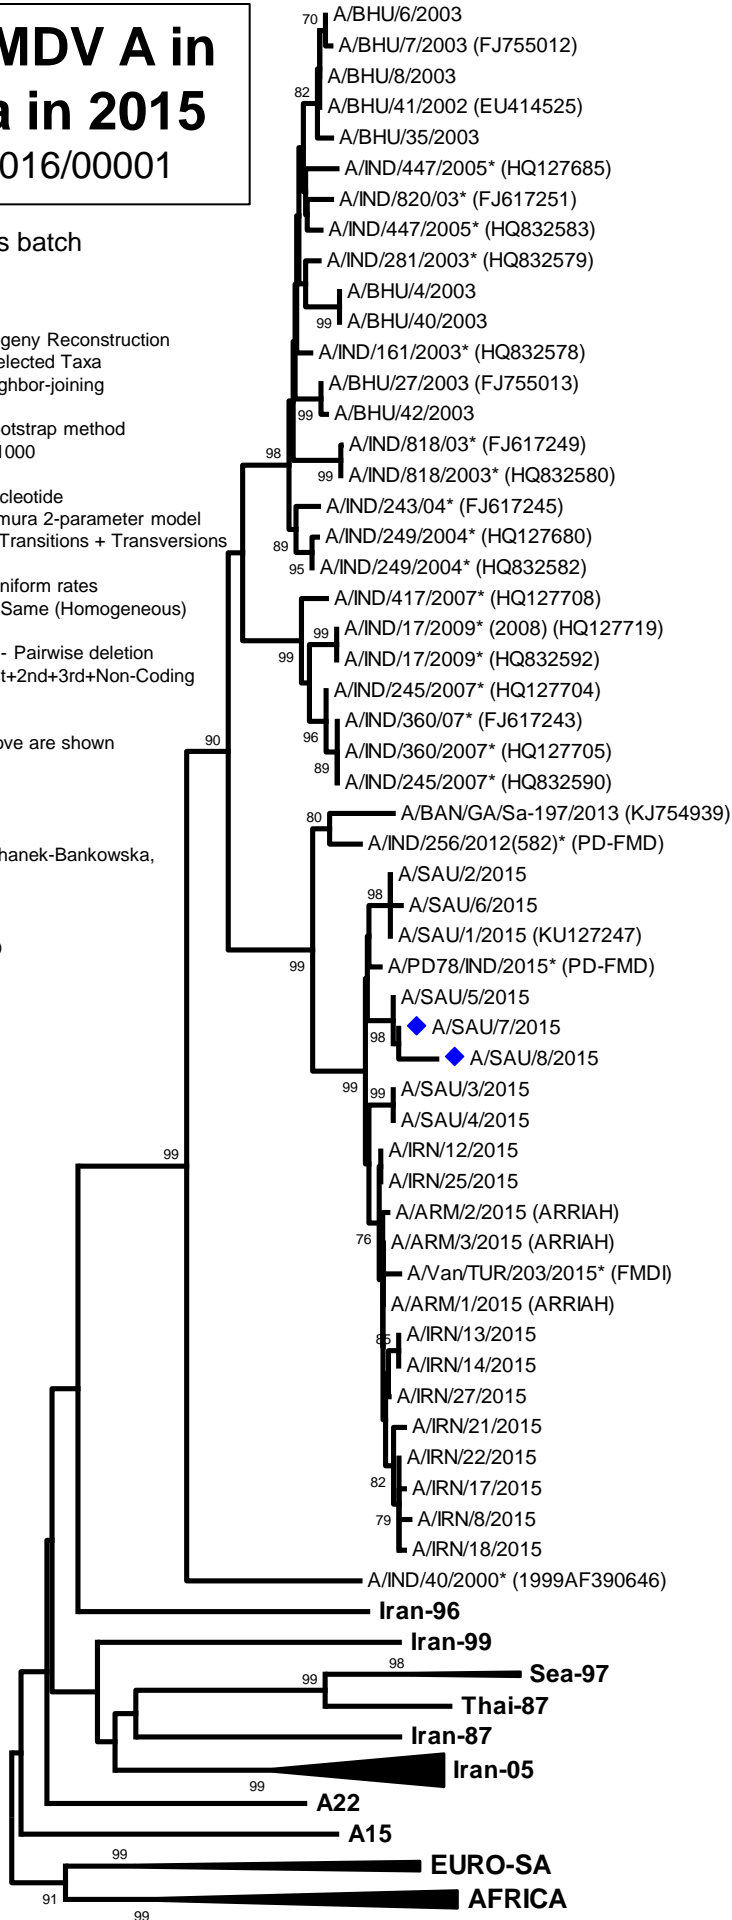 MDV A in
a in 2015
016/00001
s batch
geny Reconstruction
elected Taxa
ghbor-joining
otstrap method
1000
cleotide
mura 2-parameter model
Transitions + Transversions
niform rates
Same (Homogeneous)
- Pairwise deletion
t+2nd+3rd+Non-Coding
ove are shown
hanek-Bankowska,
70
A/BHU/6/2003
A/BHU/7/2003 (FJ755012)
A/BHU/8/2003
82
A/BHU/41/2002 (EU414525)
A/BHU/35/2003
A/IND/447/2005* (HQ127685)
A/IND/820/03* (FJ617251)
A/IND/447/2005* (HQ832583)
A/IND/281/2003* (HQ832579)
A/BHU/4/2003
99
A/BHU/40/2003
A/IND/161/2003* (HQ832578)
A/BHU/27/2003 (FJ755013)
99
A/BHU/42/2003
98
A/IND/818/03* (FJ617249)
99
A/IND/818/2003* (HQ832580)
A/IND/243/04* (FJ617245)
89
A/IND/249/2004* (HQ127680)
95
A/IND/249/2004* (HQ832582)
A/IND/417/2007* (HQ127708)
99
A/IND/17/2009* (2008) (HQ127719)
99
A/IND/17/2009* (HQ832592)
A/IND/245/2007* (HQ127704)
A/IND/360/07* (FJ617243)
96
90
A/IND/360/2007* (HQ127705)
89
A/IND/245/2007* (HQ832590)
80
A/BAN/GA/Sa-197/2013 (KJ754939)
A/IND/256/2012(582)* (PD-FMD)
A/SAU/2/2015
98
A/SAU/6/2015
A/SAU/1/2015 (KU127247)
99
A/PD78/IND/2015* (PD-FMD)
A/SAU/5/2015
98
A/SAU/7/2015
A/SAU/8/2015
99
99
A/SAU/3/2015
A/SAU/4/2015
99
A/IRN/12/2015
A/IRN/25/2015
A/ARM/2/2015 (ARRIAH)
76
A/ARM/3/2015 (ARRIAH)
A/Van/TUR/203/2015* (FMDI)
A/ARM/1/2015 (ARRIAH)
85
A/IRN/13/2015
A/IRN/14/2015
A/IRN/27/2015
A/IRN/21/2015
A/IRN/22/2015
82
A/IRN/17/2015
79
A/IRN/8/2015
A/IRN/18/2015
A/IND/40/2000* (1999AF390646)
Iran-96
Iran-99
98
99
Sea-97
Thai-87
Iran-87
Iran-05
99
A22
A15
99
EURO-SA
91
AFRICA
99